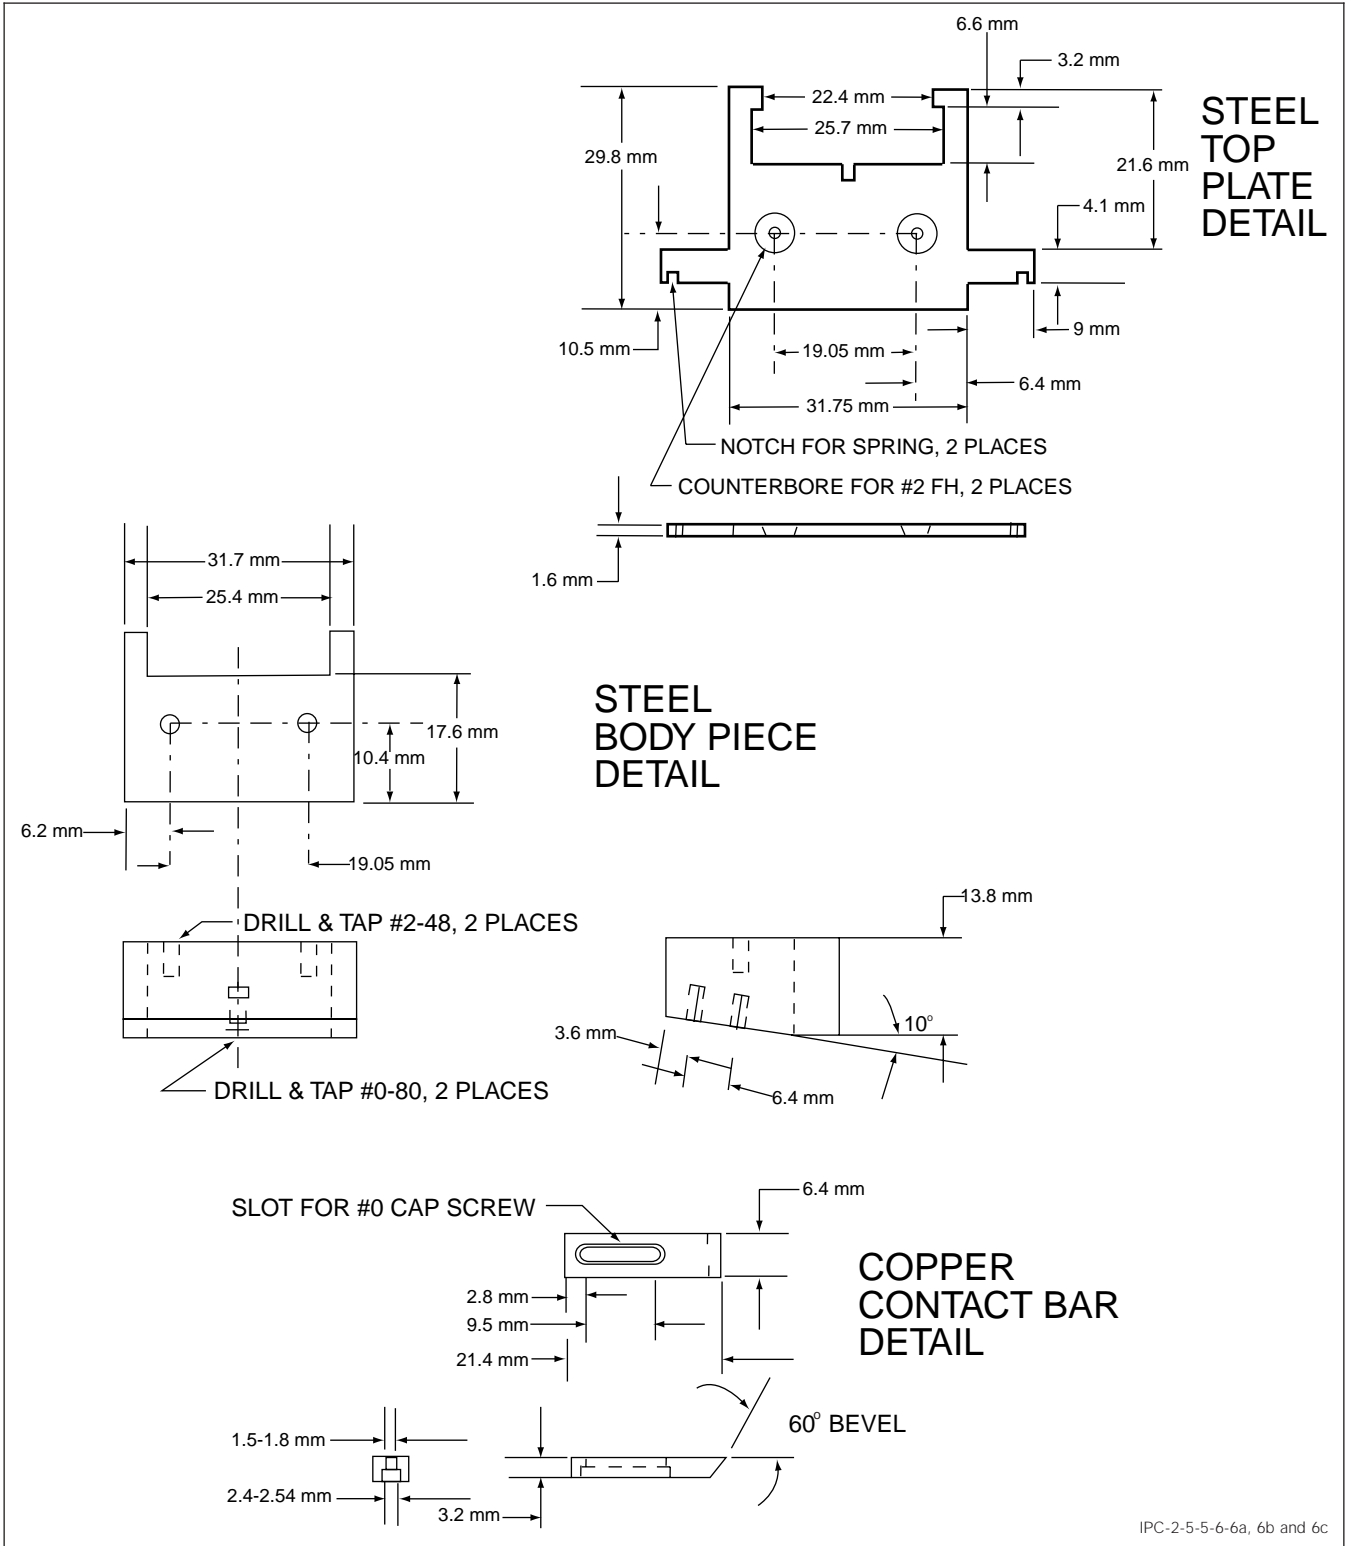 6.6 mm
3.2 mm
22.4 mm
25.7 mm
29.8 mm
21.6 mm
4.1 mm
STEEL
TOP
PLATE
DETAIL
10.5 mm
19.05 mm
9 mm
6.4 mm
31.75 mm
NOTCH FOR SPRING, 2 PLACES
COUNTERBORE FOR #2 FH, 2 PLACES
1.6 mm
31.7 mm
25.4 mm
17.6 mm
10.4 mm
STEEL
BODY PIECE
DETAIL
6.2 mm
19.05 mm
DRILL & TAP #2-48, 2 PLACES
DRILL & TAP #0-80, 2 PLACES
13.8 mm
10°
3.6 mm
6.4 mm
SLOT FOR #0 CAP SCREW
6.4 mm
2.8 mm
9.5 mm
21.4 mm
COPPER
CONTACT BAR
DETAIL
60° BEVEL
1.5-1.8 mm
2.4-2.54 mm
3.2 mm
IPC-2-5-5-6-6a, 6b and 6c